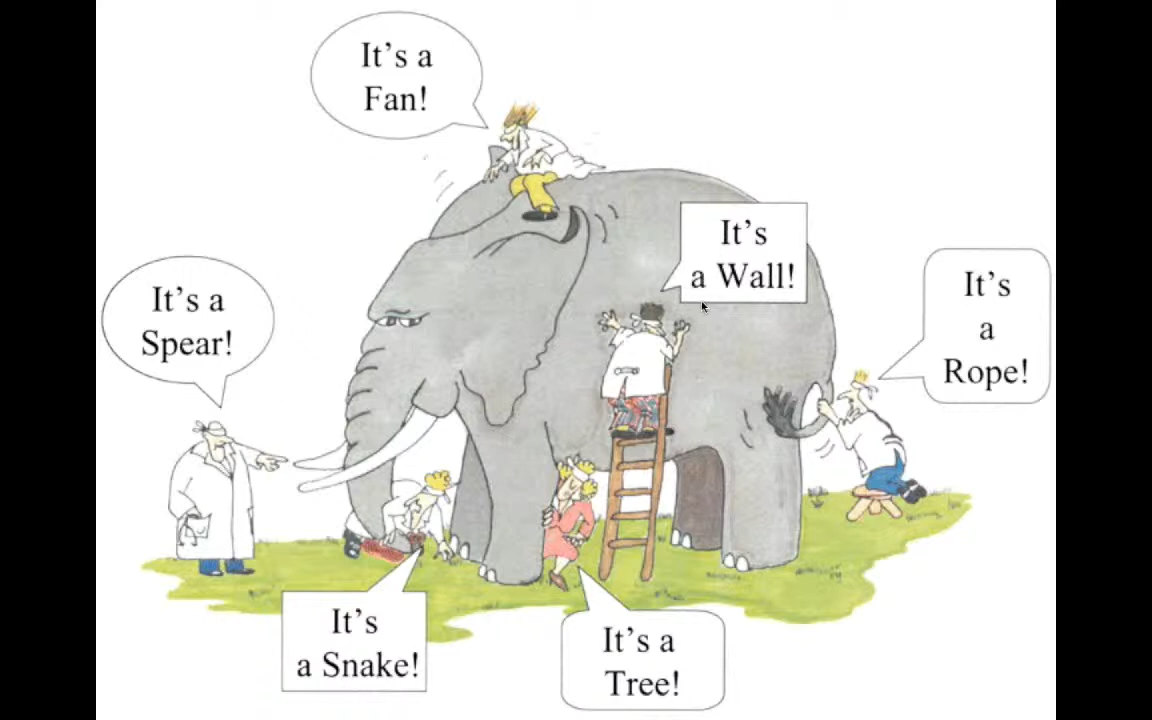 It's a
Fan!
It's
a Wall!
It's a
Spear!
It's
a
Rope!
It's
a Snake!
It's a
Tree!